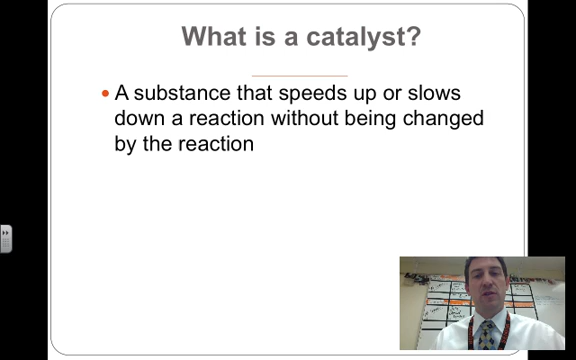 What is a catalyst?
A substance that speeds up or slows
down a reaction without being changed
by the reaction